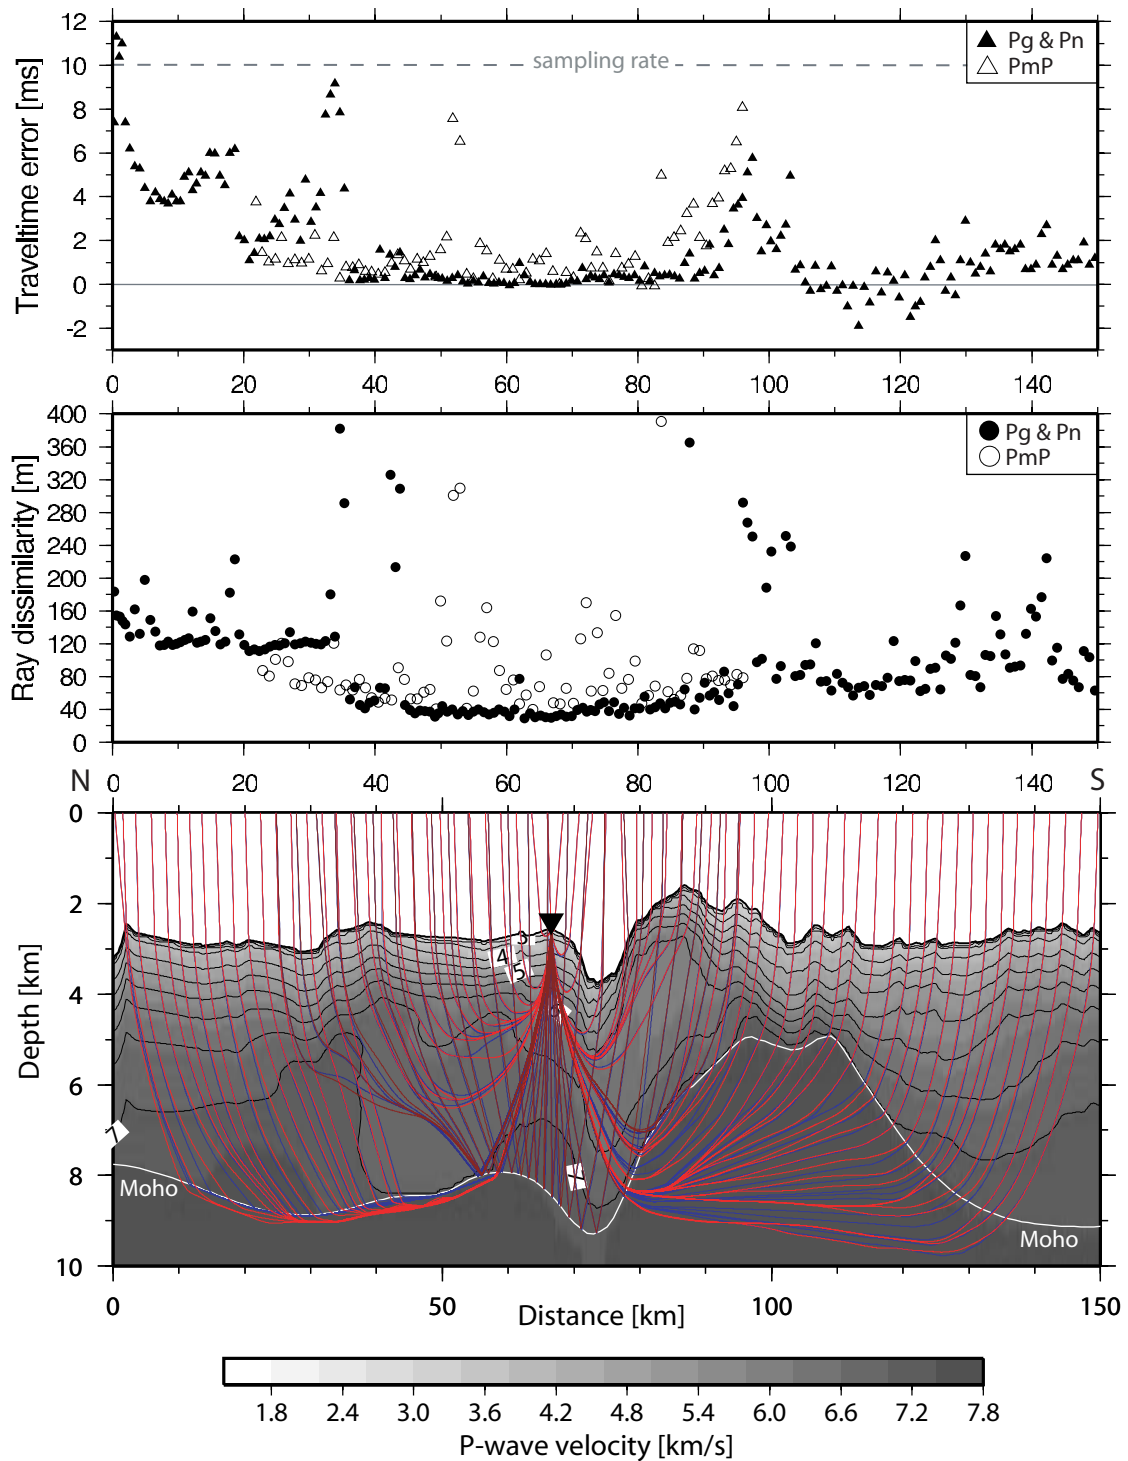 12
10
8
6
4
2
0
-2
Traveltime error [ms]
sampling rate
Pg & Pn
PmP
0 20 40 60 80 100 120 140
400
360
320
280
240
200
160
120
80
40
0
Ray dissimilarity [m]
Pg & Pn
PmP
N 0 20 40 60 80 100 120 140 S
0
2
4
6
8
10
Depth [km]
3
4
5
7
Moho
Moho
0 50 100 150
Distance [km]
1.8 2.4 3.0 3.6 4.2 4.8 5.4 6.0 6.6 7.2 7.8
P-wave velocity [km/s]